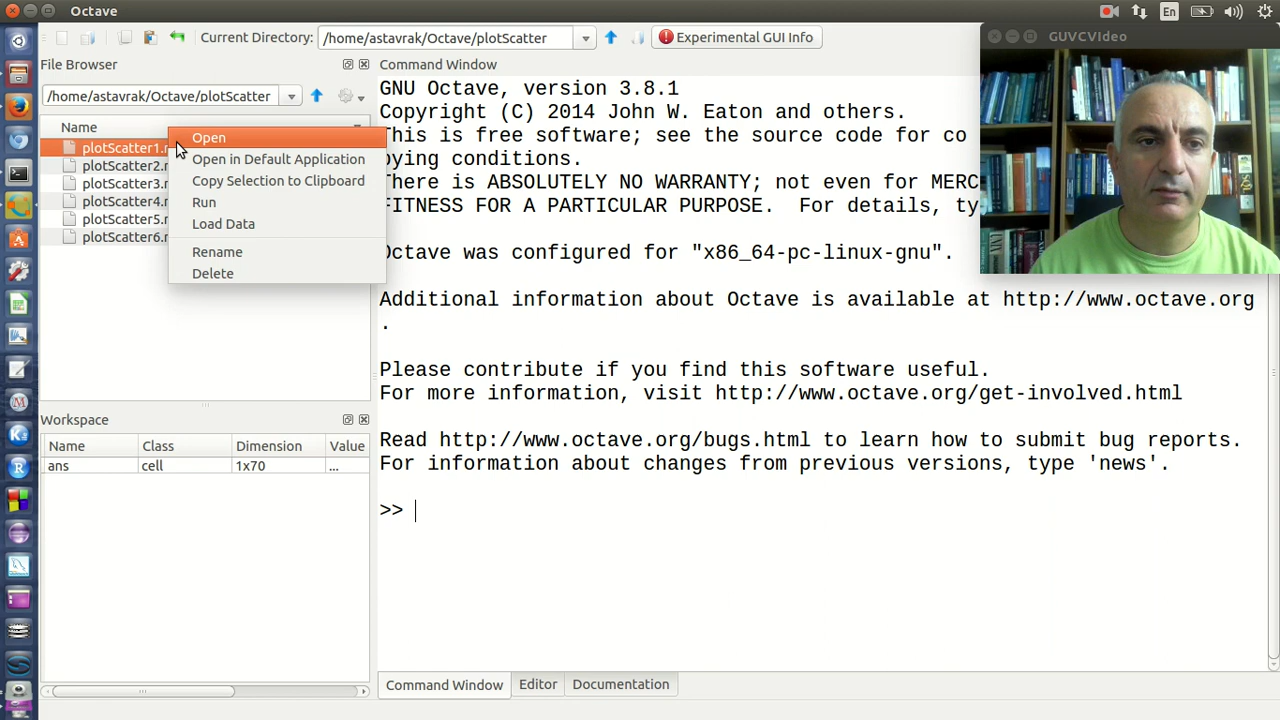 Octave
En
Current Directory: /home/astavrak/Octave/plotScatter
Experimental GUI Info
GUVCVIdeo
File Browser
Command Window
/home/astavrak/Octave/plotScatter
Name
plotScatter1.m
plotScatter2.m
plotScatter3.m
plotScatter4.m
plotScatter5.m
plotScatter6.m
Open
Open in Default Application
Copy Selection to Clipboard
Run
Load Data
Rename
Delete
GNU Octave, version 3.8.1
Copyright (C) 2014 John W. Eaton and others.
This is free software; see the source code for co
pying conditions.
There is ABSOLUTELY NO WARRANTY; not even for MERC
FITNESS FOR A PARTICULAR PURPOSE.  For details, ty
Octave was configured for "x86_64-pc-linux-gnu".
Additional information about Octave is available at http://www.octave.org
.
Please contribute if you find this software useful.
For more information, visit http://www.octave.org/get-involved.html
Read http://www.octave.org/bugs.html to learn how to submit bug reports.
For information about changes from previous versions, type 'news'.
>>
Workspace
Name Class Dimension Value
ans cell 1x70 ...
Command Window Editor Documentation